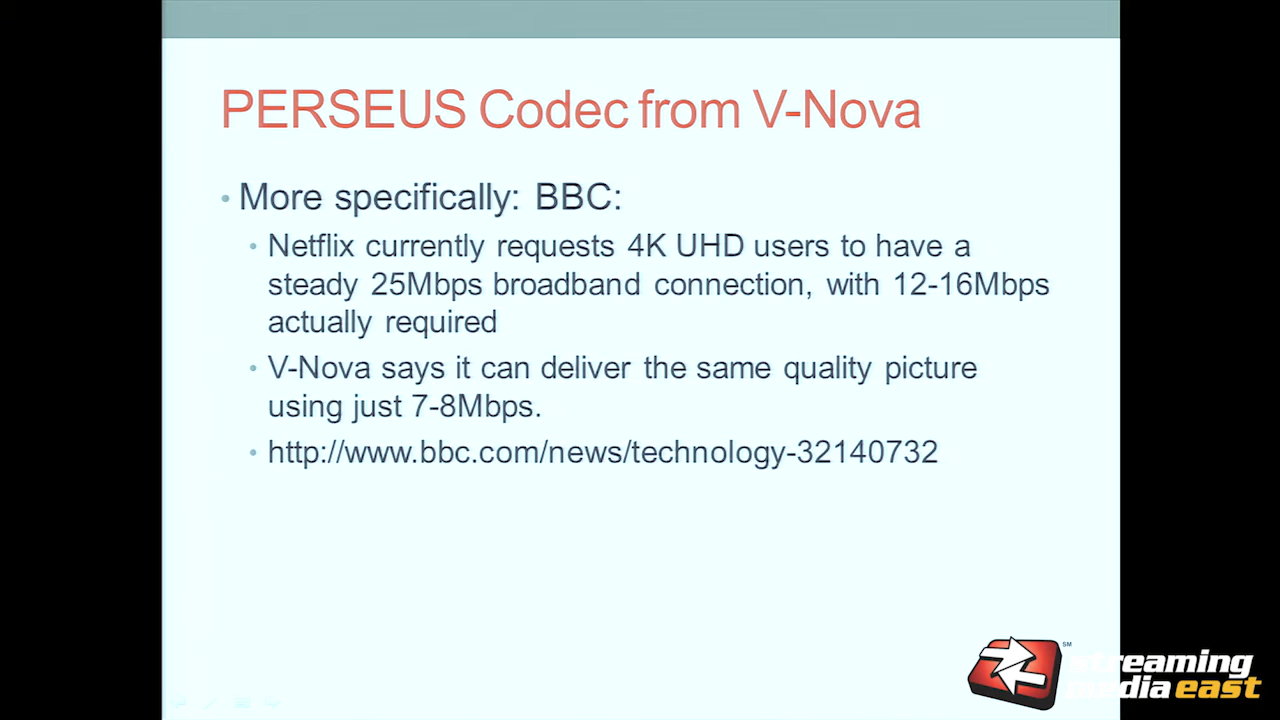 PERSEUS Codec from V-Nova
• More specifically: BBC:
• Netflix currently requests 4K UHD users to have a
steady 25Mbps broadband connection, with 12-16Mbps
actually required
• V-Nova says it can deliver the same quality picture
using just 7-8Mbps.
• http://www.bbc.com/news/technology-32140732
SM
streaming
media east